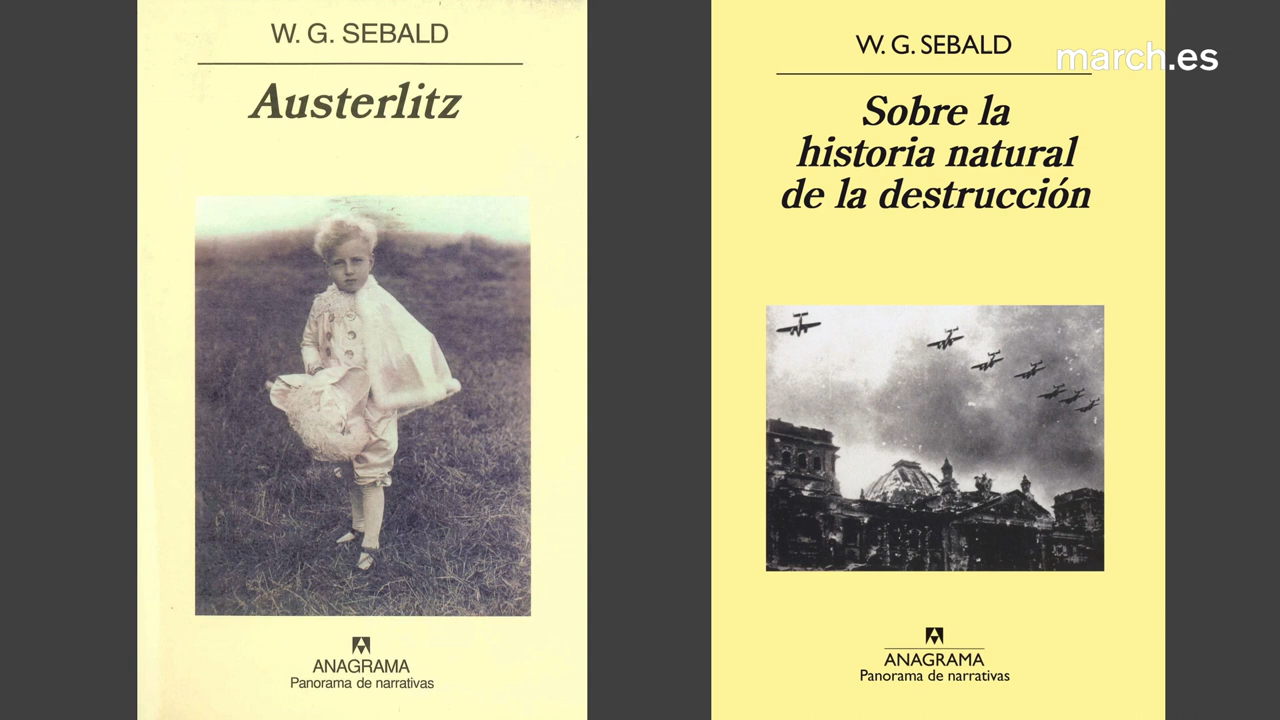 W. G. SEBALD
Austerlitz
ANAGRAMA
Panorama de narrativas
W. G. SEBALD
march.es
Sobre la
historia natural
de la destrucción
ANAGRAMA
Panorama de narrativas